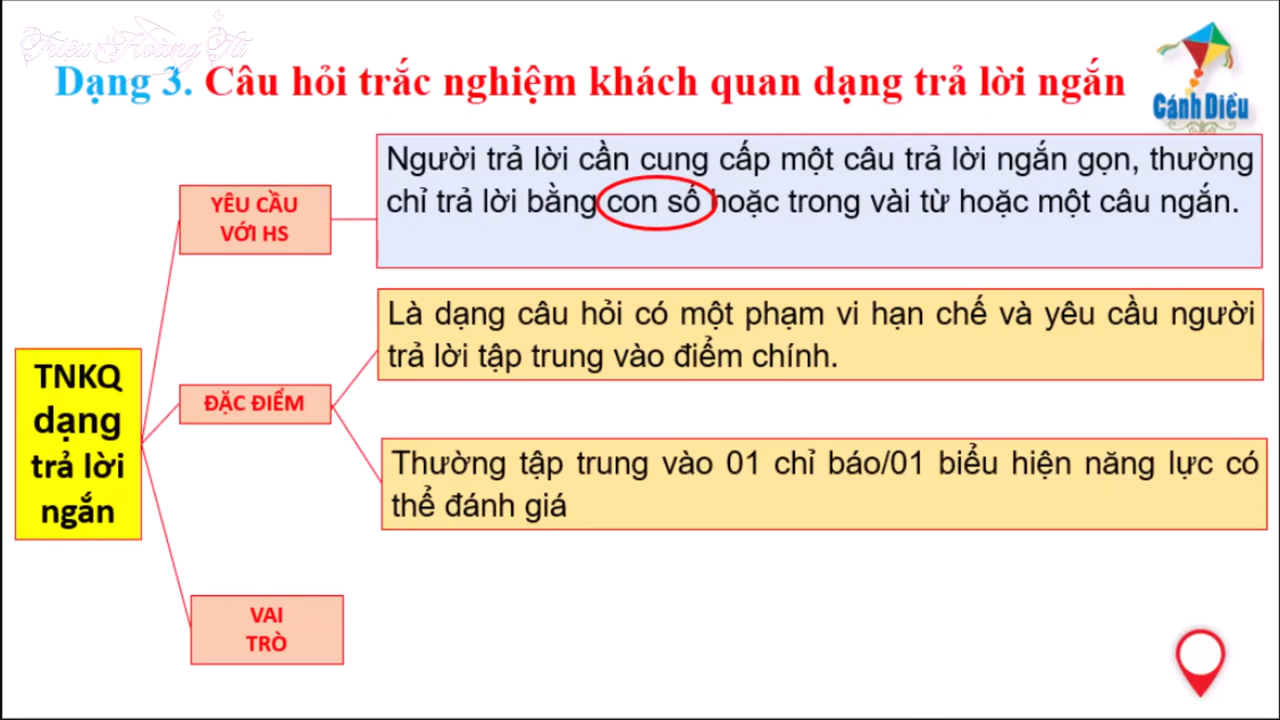 Triệu Hoàng Tú
Dạng 3. Câu hỏi trắc nghiệm khách quan dạng trả lời ngắn
Cánh Diều
Người trả lời cần cung cấp một câu trả lời ngắn gọn, thường
chỉ trả lời bằng con số hoặc trong vài từ hoặc một câu ngắn.
YÊU CẦU
VỚI HS
Là dạng câu hỏi có một phạm vi hạn chế và yêu cầu người
trả lời tập trung vào điểm chính.
TNKQ
dạng
trả lời
ngắn
ĐẶC ĐIỂM
Thường tập trung vào 01 chỉ báo/01 biểu hiện năng lực có
thể đánh giá
VAI
TRÒ